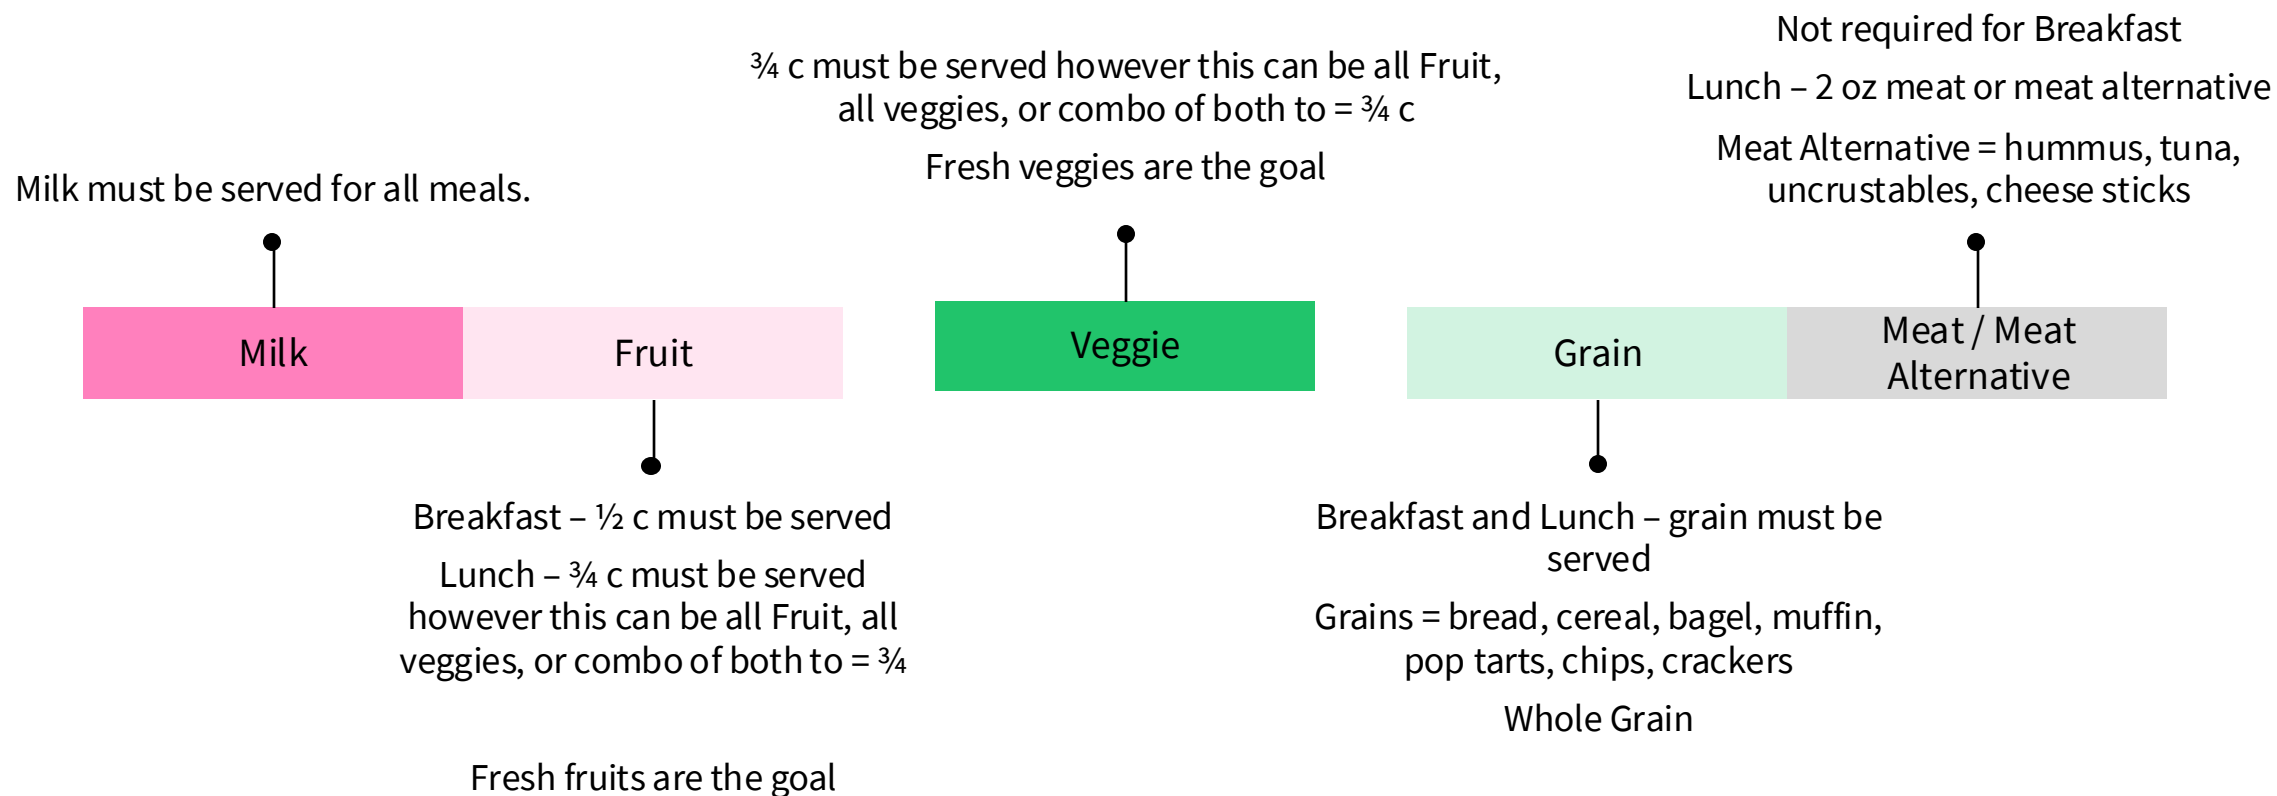 Milk must be served for all meals.
Milk
Fruit
Breakfast – ½ c must be served
Lunch – ¾ c must be served
however this can be all Fruit, all
veggies, or combo of both to = ¾
Fresh fruits are the goal
¾ c must be served however this can be all Fruit,
all veggies, or combo of both to = ¾ c
Fresh veggies are the goal
Veggie
Grain
Breakfast and Lunch – grain must be
served
Grains = bread, cereal, bagel, muffin,
pop tarts, chips, crackers
Whole Grain
Not required for Breakfast
Lunch – 2 oz meat or meat alternative
Meat Alternative = hummus, tuna,
uncrustables, cheese sticks
Meat / Meat
Alternative